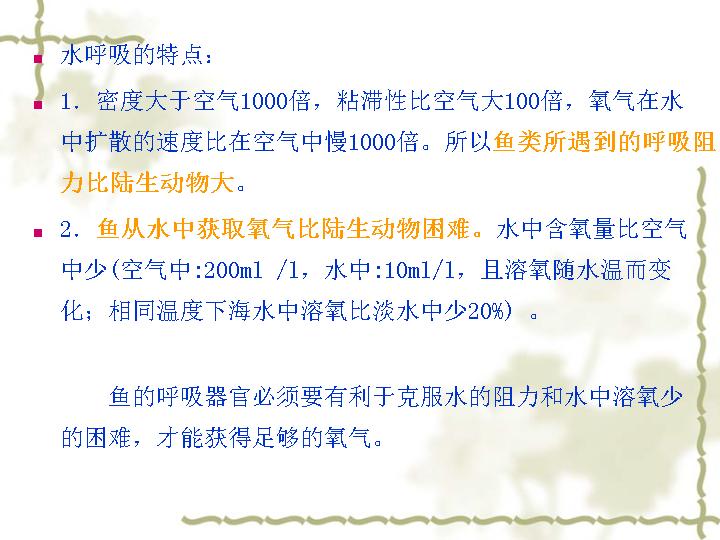 水呼吸的特点:
1．密度大于空气1000倍，粘滞性比空气大100倍，氧气在水
中扩散的速度比在空气中慢1000倍。所以鱼类所遇到的呼吸阻
力比陆生动物大。
2．鱼从水中获取氧气比陆生动物困难。水中含氧量比空气
中少(空气中:200ml /l，水中:10ml/l，且溶氧随水温而变
化；相同温度下海水中溶氧比淡水中少20%) 。
鱼的呼吸器官必须要有利于克服水的阻力和水中溶氧少
的困难，才能获得足够的氧气。